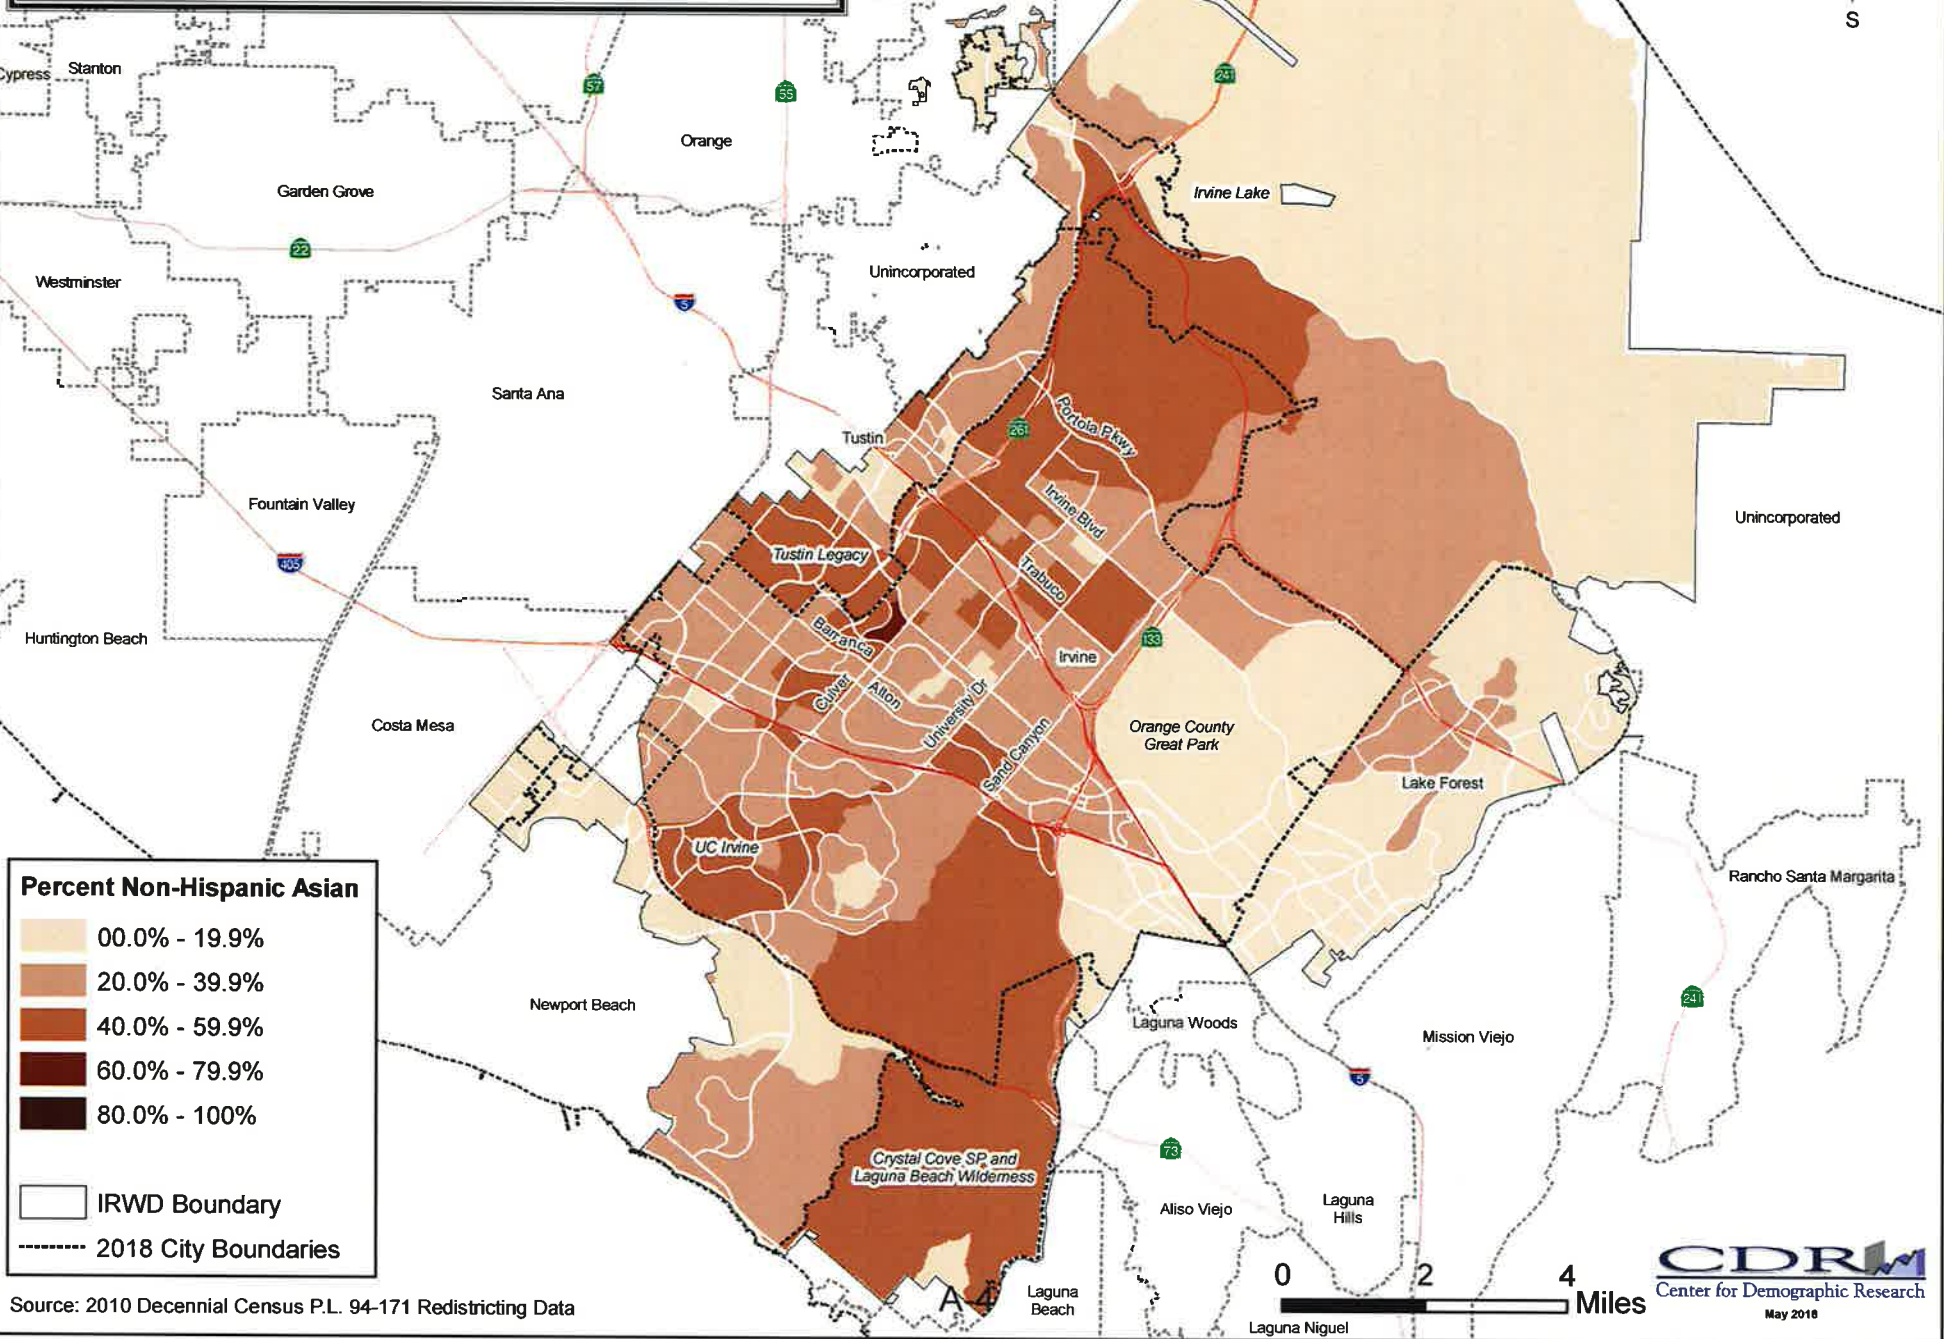 S
241
Cypress
Stanton
57
55
Orange
Garden Grove
Irvine Lake
22
Westminster
Unincorporated
5
Santa Ana
Portola Pkwy
261
Tustin
Irvine Blvd
Fountain Valley
Unincorporated
Tustin Legacy
405
Trabuco
Huntington Beach
Barranca
133
Irvine
Culver
Alton
University Dr
Costa Mesa
Sand Canyon
Orange County
Great Park
Lake Forest
UC Irvine
Rancho Santa Margarita
Percent Non-Hispanic Asian
00.0% - 19.9%
20.0% - 39.9%
40.0% - 59.9%
60.0% - 79.9%
80.0% - 100%
IRWD Boundary
2018 City Boundaries
Newport Beach
241
Laguna Woods
Mission Viejo
5
73
Crystal Cove SP and
Laguna Beach Wilderness
Aliso Viejo
Laguna
Hills
A-4
Laguna
Beach
0 2 4
Miles
Laguna Niguel
CDR
Center for Demographic Research
May 2018
Source: 2010 Decennial Census P.L. 94-171 Redistricting Data